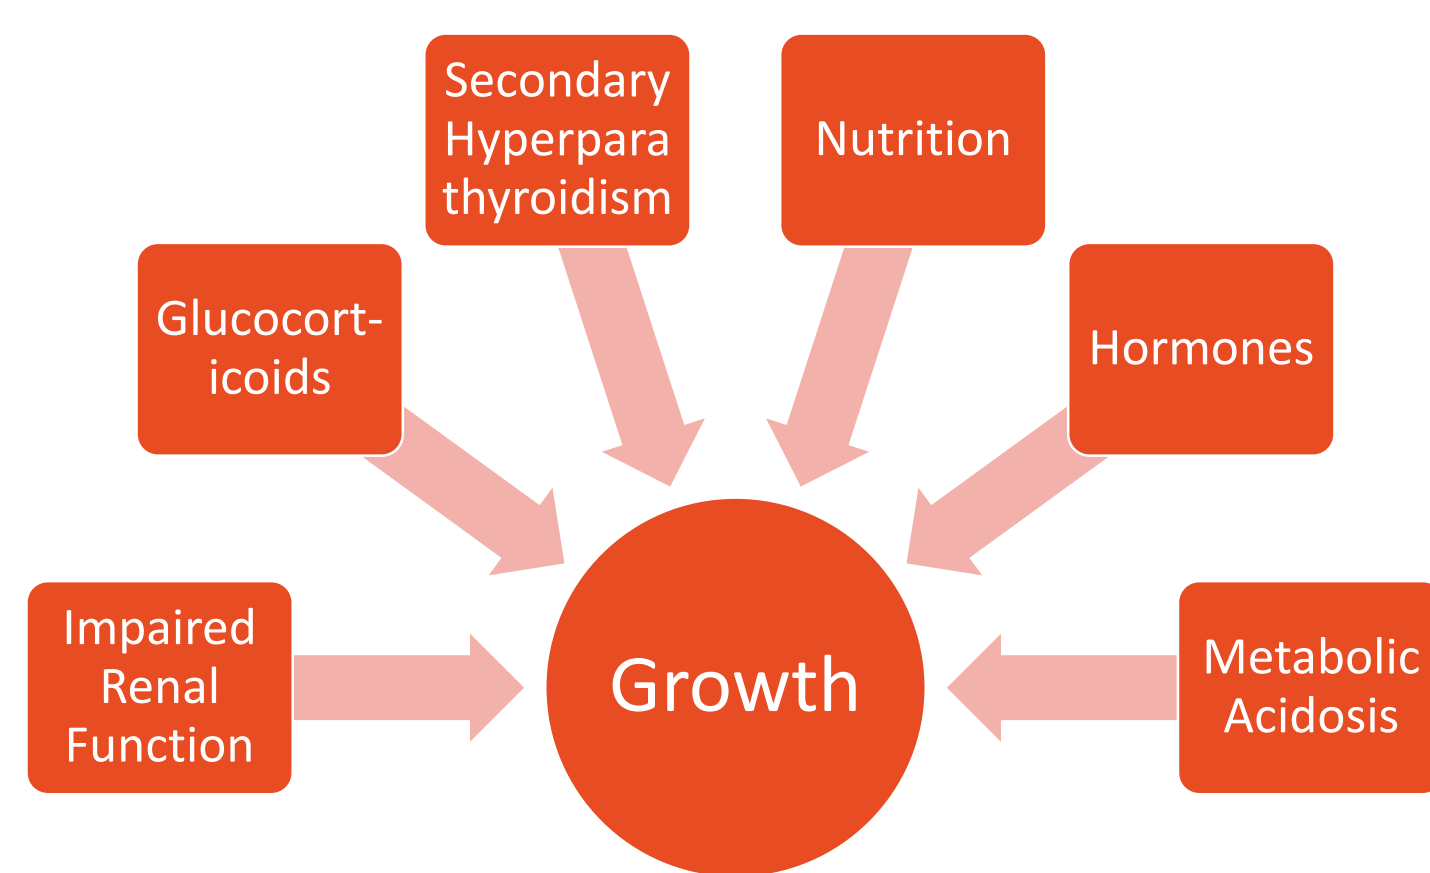 Secondary
Hyperpara
thyroidism
Nutrition
Glucocort-
icoids
Hormones
Impaired
Renal
Function
Growth
Metabolic
Acidosis